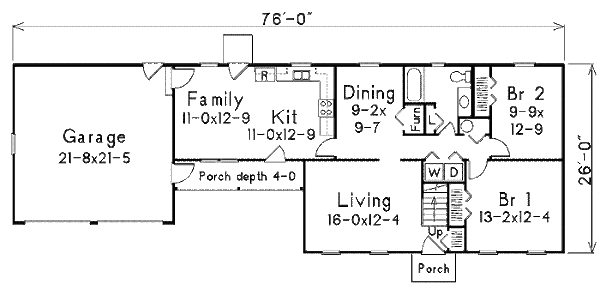 76'-0"
R
Family
11-0x12-9
Kit
11-0x12-9
Dining
9-2x
9-7
Furn
L
Br 2
9-9x
12-9
Garage
21-8x21-5
26'-0"
Porch depth 4-0
W D
Living
16-0x12-4
Br 1
13-2x12-4
Up
Porch